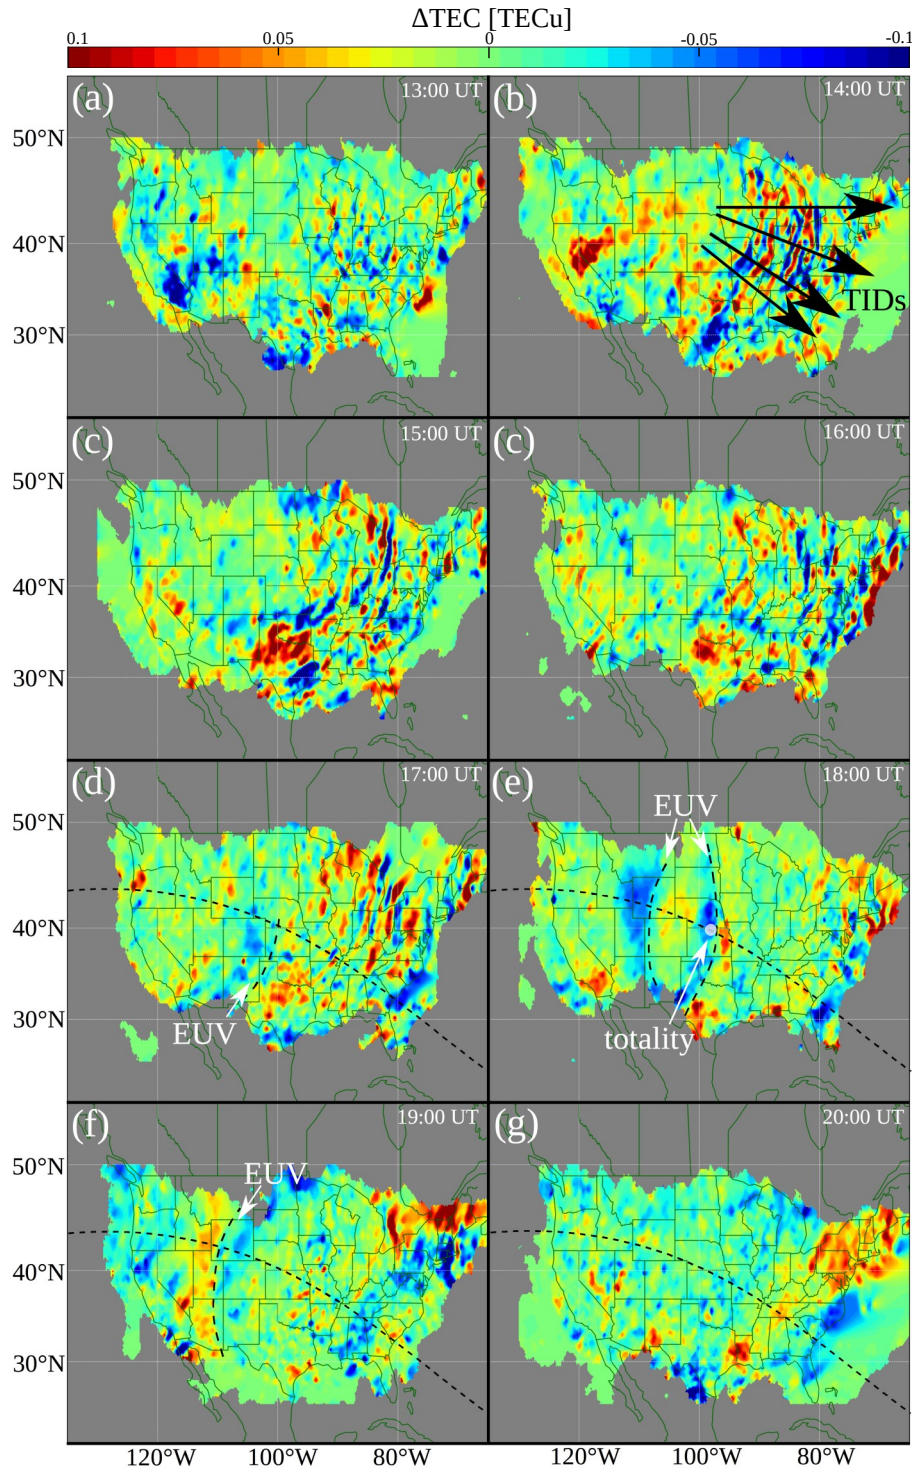 ΔTEC [TECu]
0.1 0.05 0 -0.05 -0.1
(a) 13:00 UT (b) 14:00 UT
50°N
40°N
TIDs
30°N
(c) 15:00 UT (c) 16:00 UT
50°N
40°N
30°N
(d) 17:00 UT (e) 18:00 UT
EUV
50°N
40°N
30°N
EUV totality
(f) 19:00 UT (g) 20:00 UT
50°N EUV
40°N
30°N
120°W 100°W 80°W 120°W 100°W 80°W